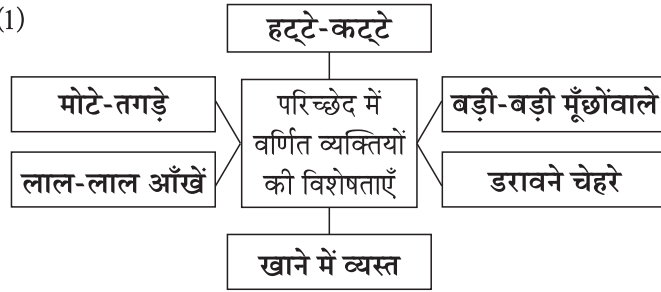 (1)
हट्टे-कट्टे
मोटे-तगड़े
परिच्छेद में
वर्णित व्यक्तियों
की विशेषताएँ
बड़ी-बड़ी मूँछोंवाले
लाल-लाल आँखें
डरावने चेहरे
खाने में व्यस्त